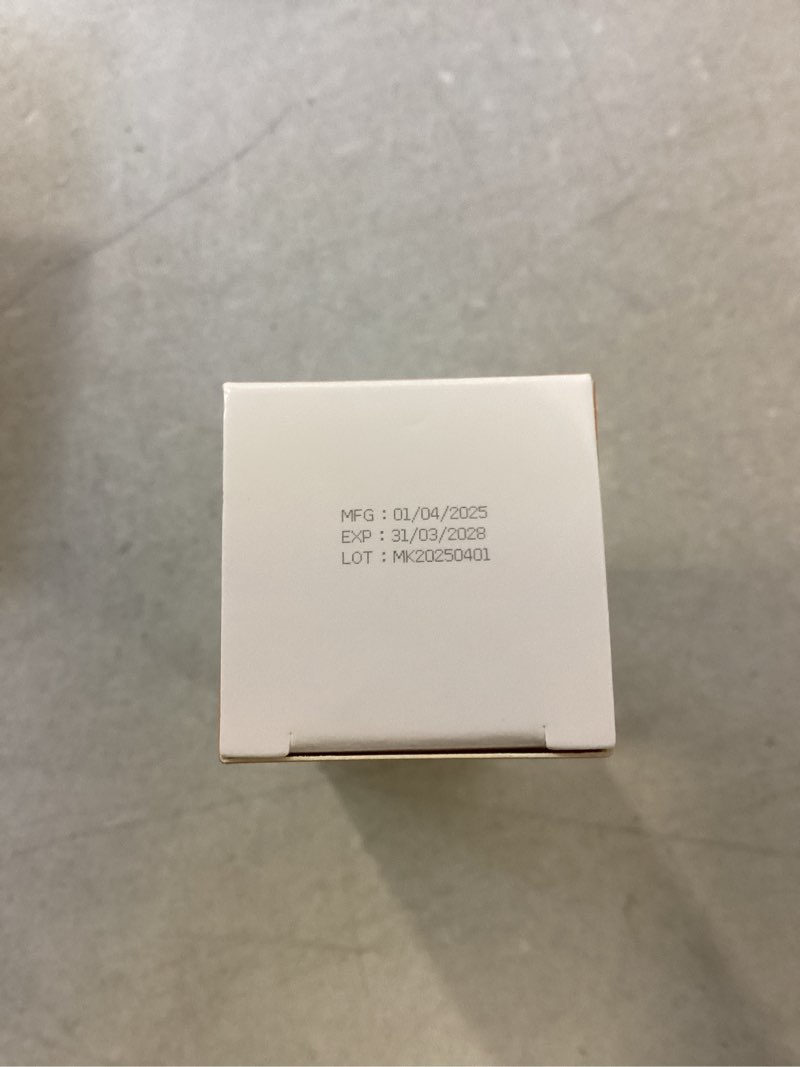 MFG : 01/04/2025
EXP : 31/03/2028
LOT : MK20250401